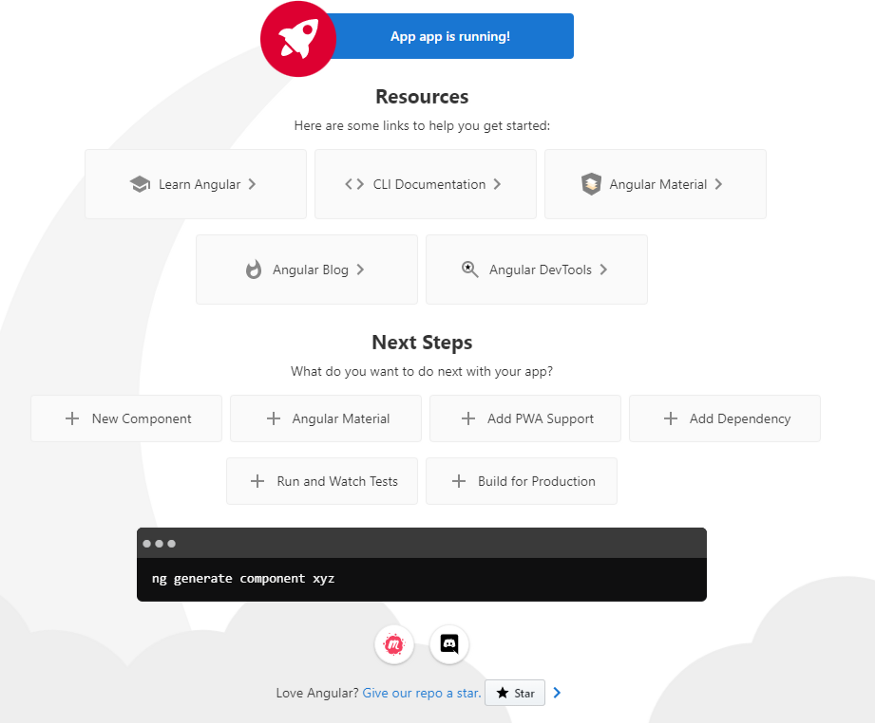 App app is running!
Resources
Here are some links to help you get started:
Learn Angular
CLI Documentation
Angular Material
Angular Blog
Angular DevTools
Next Steps
What do you want to do next with your app?
New Component
Angular Material
Add PWA Support
Add Dependency
Run and Watch Tests
Build for Production
ng generate component xyz
m
Love Angular? Give our repo a star. Star